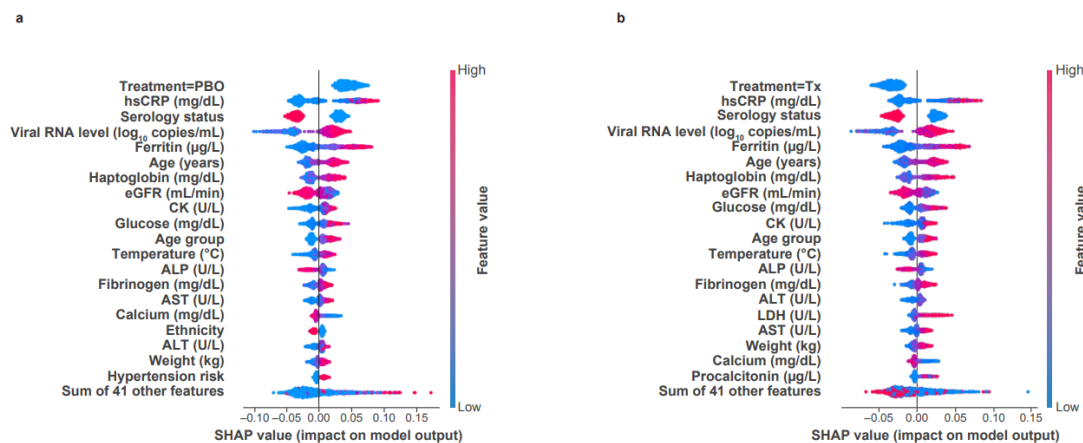 a
High
Treatment=PBO
hsCRP (mg/dL)
Serology status
Viral RNA level (log10 copies/mL)
Ferritin (µg/L)
Age (years)
Haptoglobin (mg/dL)
eGFR (mL/min)
CK (U/L)
Glucose (mg/dL)
Age group
Temperature (°C)
ALP (U/L)
Fibrinogen (mg/dL)
AST (U/L)
Calcium (mg/dL)
Ethnicity
ALT (U/L)
Weight (kg)
Hypertension risk
Sum of 41 other features
Feature value
Low
−0.10 −0.05 0.00 0.05 0.10 0.15
SHAP value (impact on model output)
b
High
Treatment=Tx
hsCRP (mg/dL)
Serology status
Viral RNA level (log10 copies/mL)
Ferritin (µg/L)
Age (years)
Haptoglobin (mg/dL)
eGFR (mL/min)
Glucose (mg/dL)
CK (U/L)
Age group
Temperature (°C)
ALP (U/L)
Fibrinogen (mg/dL)
ALT (U/L)
LDH (U/L)
AST (U/L)
Weight (kg)
Calcium (mg/dL)
Procalcitonin (µg/L)
Sum of 41 other features
Feature value
Low
−0.05 0.00 0.05 0.10 0.15
SHAP value (impact on model output)